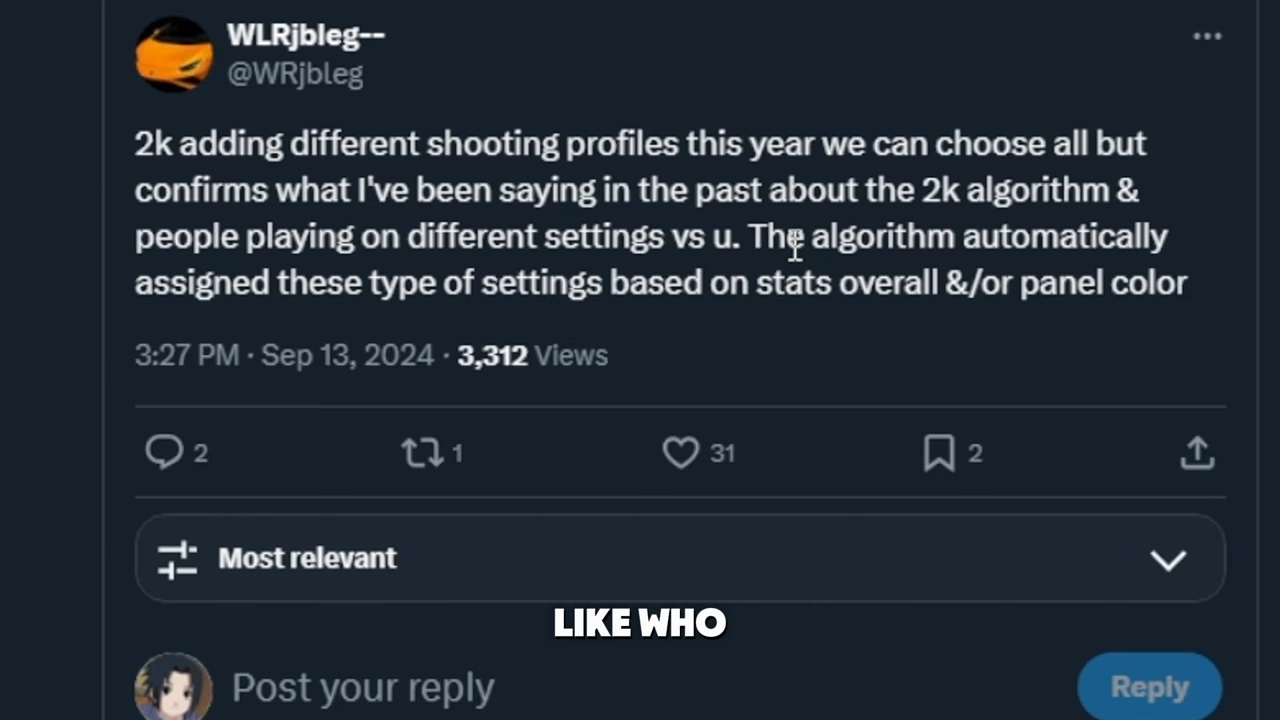 WLRjbleg--
@WRjbleg
2k adding different shooting profiles this year we can choose all but
confirms what I've been saying in the past about the 2k algorithm &
people playing on different settings vs u. The algorithm automatically
assigned these type of settings based on stats overall &/or panel color
3:27 PM · Sep 13, 2024 · 3,312 Views
2 1 31 2
Most relevant
LIKE WHO
Post your reply
Reply